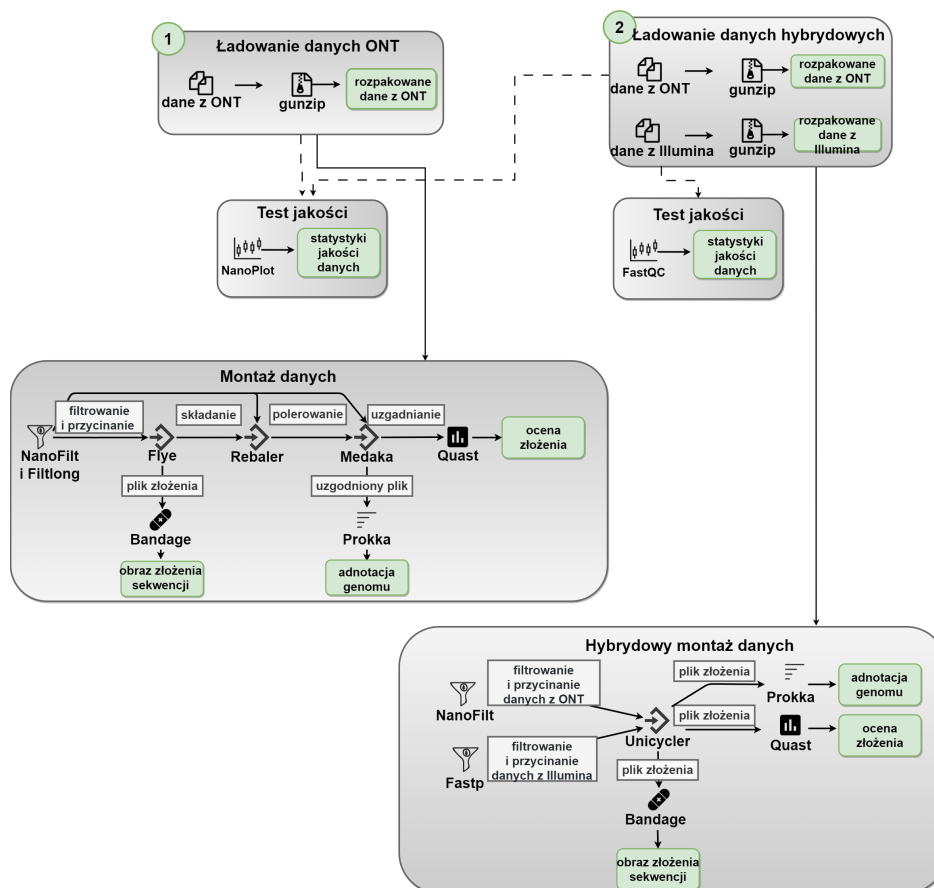 1
Ładowanie danych ONT
dane z ONT
gunzip
rozpakowane
dane z ONT
2
Ładowanie danych hybrydowych
dane z ONT
gunzip
rozpakowane
dane z ONT
dane z Illumina
gunzip
rozpakowane
dane z
Illumina
Test jakości
NanoPlot
statystyki
jakości
danych
Test jakości
FastQC
statystyki
jakości
danych
Montaż danych
filtrowanie
i przycinanie
składanie
polerowanie
uzgadnianie
NanoFilt
i Filtlong
Flye
Rebaler
Medaka
Quast
ocena
złożenia
plik złożenia
uzgodniony plik
Bandage
Prokka
obraz złożenia
sekwencji
adnotacja
genomu
Hybrydowy montaż danych
NanoFilt
filtrowanie
i przycinanie
danych z ONT
Fastp
filtrowanie
i przycinanie
danych z Illumina
Unicycler
plik złożenia
Prokka
adnotacja
genomu
plik złożenia
Quast
ocena
złożenia
plik złożenia
Bandage
obraz złożenia
sekwencji